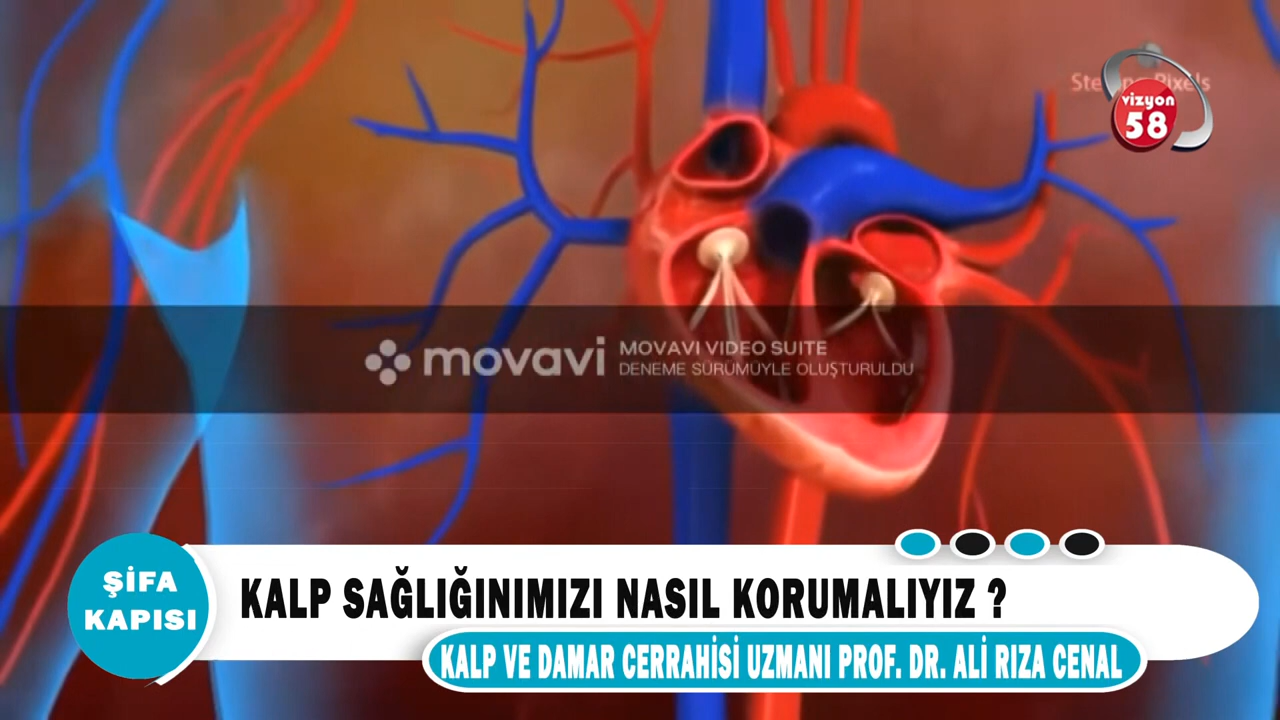 vizyon
58
movavi
MOVAVI VIDEO SUITE
DENEME SÜRÜMÜYLE OLUŞTURULDU
ŞİFA
KAPISI
KALP SAĞLIĞINIMIZI NASIL KORUMALIYIZ ?
KALP VE DAMAR CERRAHİSİ UZMANI PROF. DR. ALİ RIZA CENAL